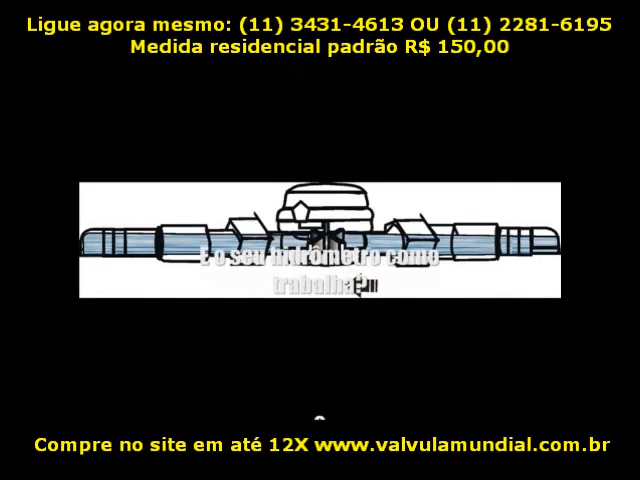 Ligue agora mesmo: (11) 3431-4613 OU (11) 2281-6195
Medida residencial padrão R$ 150,00
E o seu hidrômetro como
trabalha?
Compre no site em até 12X www.valvulamundial.com.br